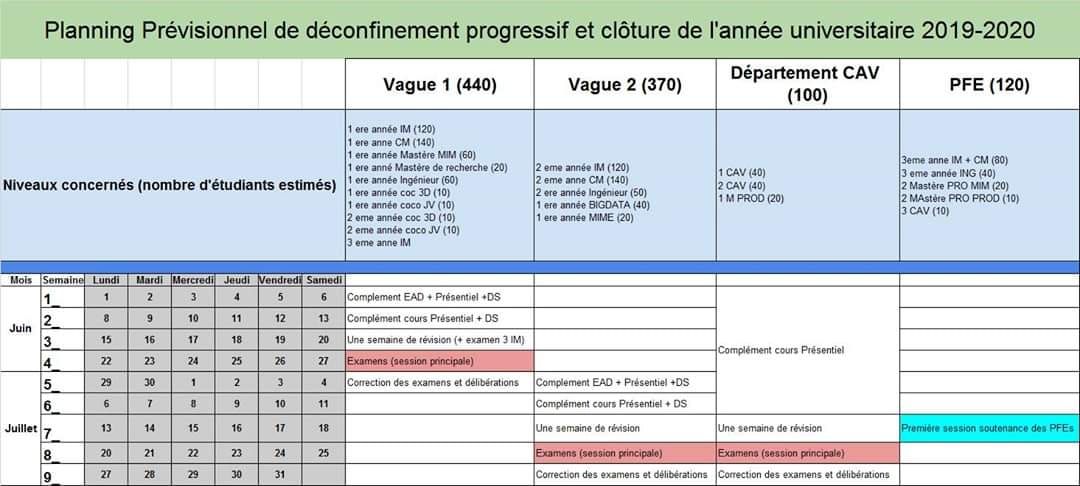 Planning Prévisionnel de déconfinement progressif et clôture de l'année universitaire 2019-2020
Vague 1 (440) Vague 2 (370) Département CAV (100) PFE (120)
Niveaux concernés (nombre d'étudiants estimés)
1 ere année IM (120)
1 ere anne CM (140)
1 ere année Mastère MIM (60)
1 ere anné Mastère de recherche (20)
1 ere année Ingénieur (60)
1 ere année coc 3D (10)
1 ere année coco JV (10)
2 eme année coc 3D (10)
2 eme année coco JV (10)
3 eme anne IM
2 eme année IM (120)
2 eme anne CM (140)
2 ere année Ingénieur (50)
1 ere année BIGDATA (40)
1 ere année MIME (20)
1 CAV (40)
2 CAV (40)
1 M PROD (20)
3eme anne IM + CM (80)
3 eme année ING (40)
2 Mastère PRO MIM (20)
2 MAstère PRO PROD (10)
3 CAV (10)
Mois Semaine Lundi Mardi Mercredi Jeudi Vendredi Samedi
Juin
1_ 1 2 3 4 5 6 Complement EAD + Présentiel +DS
2_ 8 9 10 11 12 13 Complément cours Présentiel + DS
3_ 15 16 17 18 19 20 Une semaine de révision (+ examen 3 IM)
Complément cours Présentiel
4_ 22 23 24 25 26 27 Examens (session principale)
Juillet
5_ 29 30 1 2 3 4 Correction des examens et délibérations Complement EAD + Présentiel +DS
6_ 6 7 8 9 10 11 Complément cours Présentiel + DS
7_ 13 14 15 16 17 18 Une semaine de révision Une semaine de révision Première session soutenance des PFEs
8_ 20 21 22 23 24 25 Examens (session principale) Examens (session principale)
9_ 27 28 29 30 31 Correction des examens et délibérations Correction des examens et délibérations